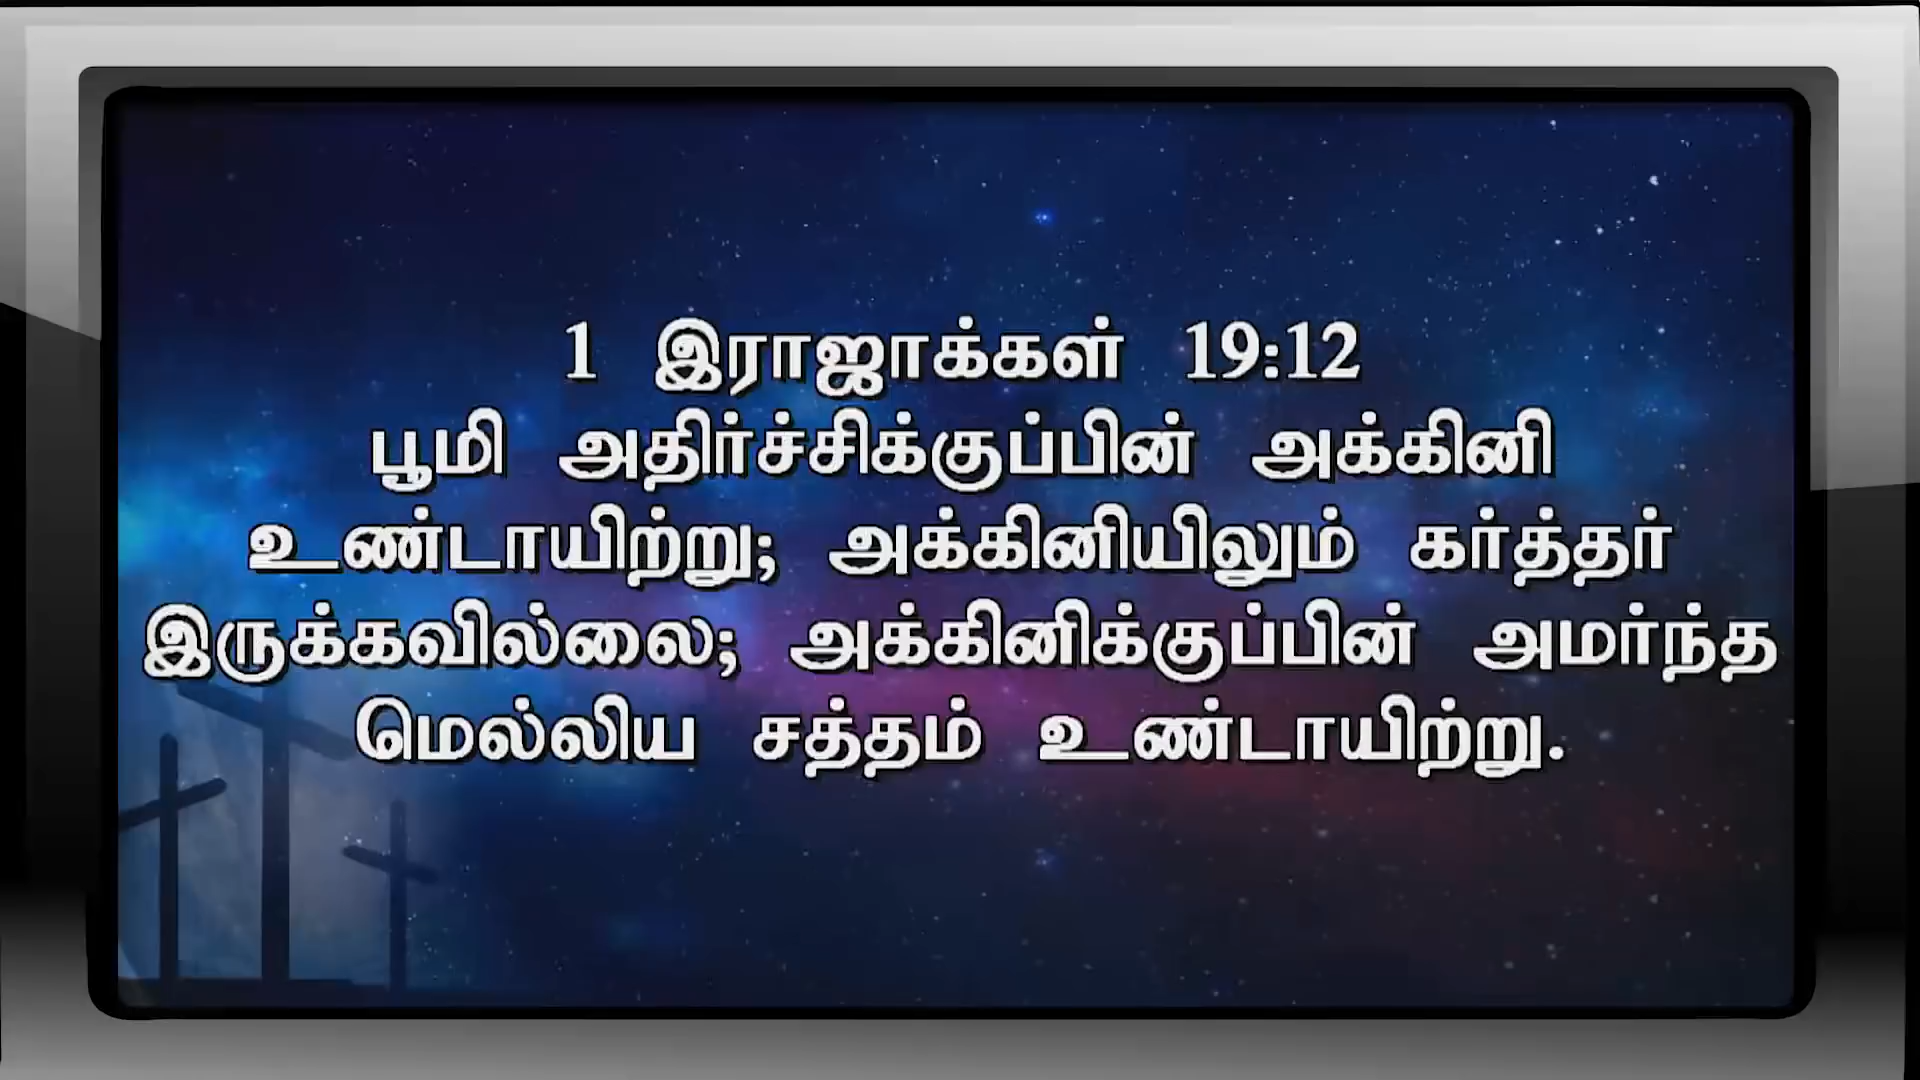 1 இராஜாக்கள் 19:12
பூமி அதிர்ச்சிக்குப்பின் அக்கினி
உண்டாயிற்று; அக்கினியிலும் கர்த்தர்
இருக்கவில்லை; அக்கினிக்குப்பின் அமர்ந்த
மெல்லிய சத்தம் உண்டாயிற்று.